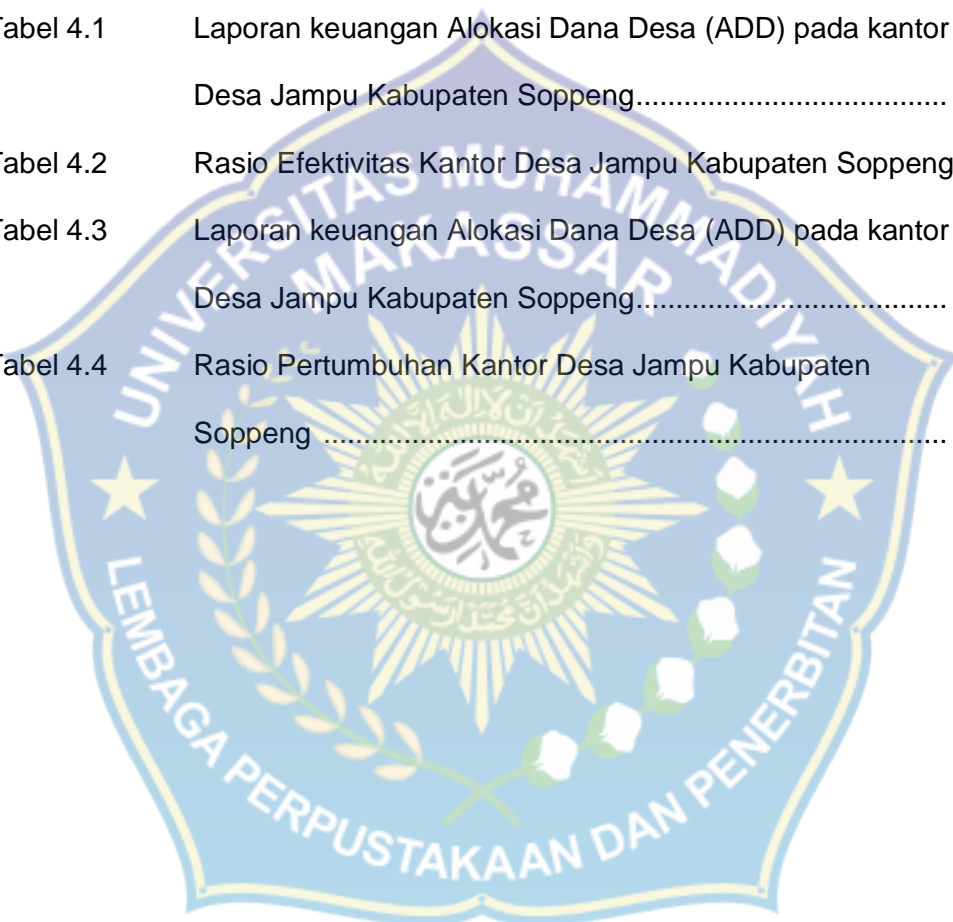 Tabel 4.1 Laporan keuangan Alokasi Dana Desa (ADD) pada kantor
Desa Jampu Kabupaten Soppeng.......................................
Tabel 4.2 Rasio Efektivitas Kantor Desa Jampu Kabupaten Soppeng
Tabel 4.3 Laporan keuangan Alokasi Dana Desa (ADD) pada kantor
Desa Jampu Kabupaten Soppeng.......................................
Tabel 4.4 Rasio Pertumbuhan Kantor Desa Jampu Kabupaten
Soppeng ..............................................................................
UNIVERSITAS MUHAMMADIYAH
MAKASSAR
محمد
LEMBAGA PERPUSTAKAAN DAN PENERBITAN